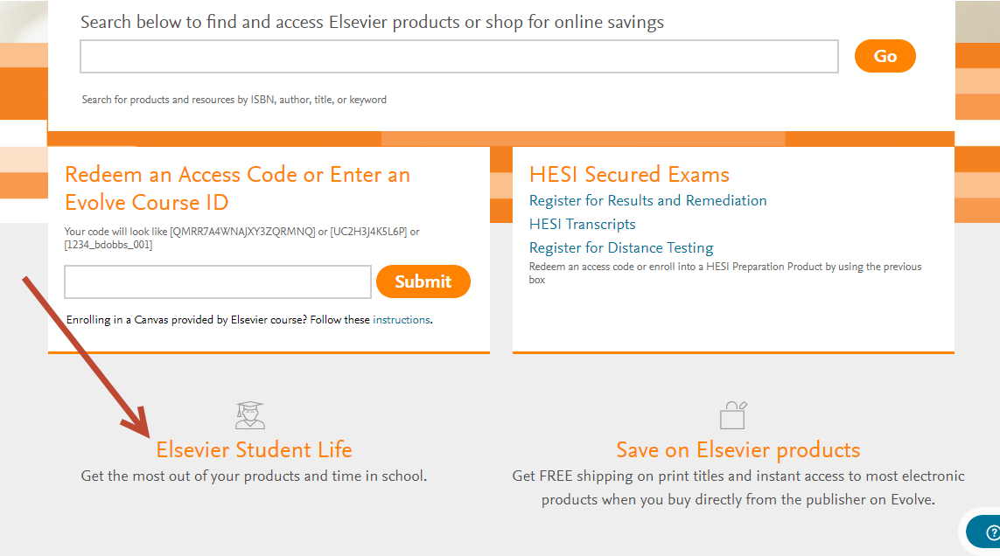 Search below to find and access Elsevier products or shop for online savings
Go
Search for products and resources by ISBN, author, title, or keyword
Redeem an Access Code or Enter an
Evolve Course ID
Your code will look like [QMRR7A4WNAJXY3ZQRMNQ] or [UC2H3J4K5L6P] or
[1234_bdobbs_001]
Submit
Enrolling in a Canvas provided by Elsevier course? Follow these instructions.
HESI Secured Exams
Register for Results and Remediation
HESI Transcripts
Register for Distance Testing
Redeem an access code or enroll into a HESI Preparation Product by using the previous
box
Elsevier Student Life
Get the most out of your products and time in school.
Save on Elsevier products
Get FREE shipping on print titles and instant access to most electronic
products when you buy directly from the publisher on Evolve.
?